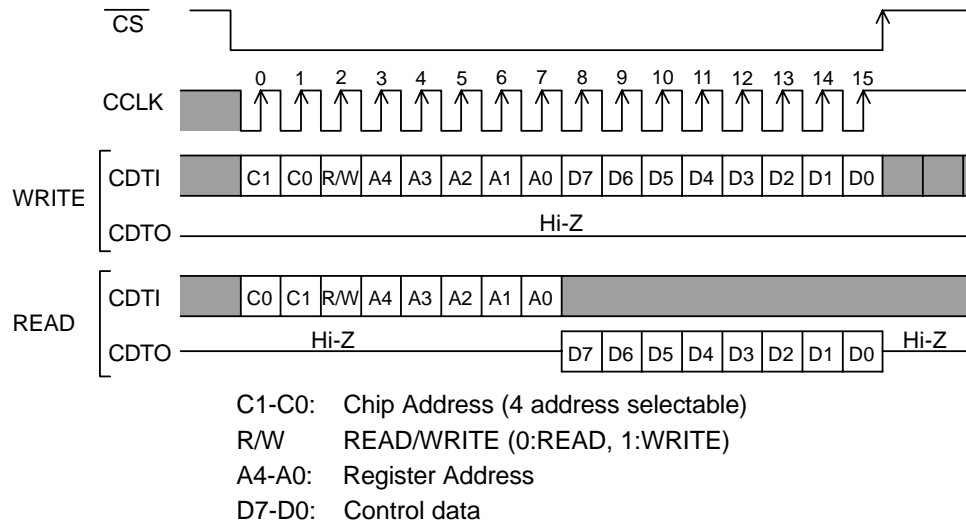 CS
0 1 2 3 4 5 6 7 8 9 10 11 12 13 14 15
CCLK
WRITE
CDTI C1 C0 R/W A4 A3 A2 A1 A0 D7 D6 D5 D4 D3 D2 D1 D0
CDTO Hi-Z
READ
CDTI C0 C1 R/W A4 A3 A2 A1 A0
CDTO Hi-Z D7 D6 D5 D4 D3 D2 D1 D0 Hi-Z
C1-C0: Chip Address (4 address selectable)
R/W READ/WRITE (0:READ, 1:WRITE)
A4-A0: Register Address
D7-D0: Control data